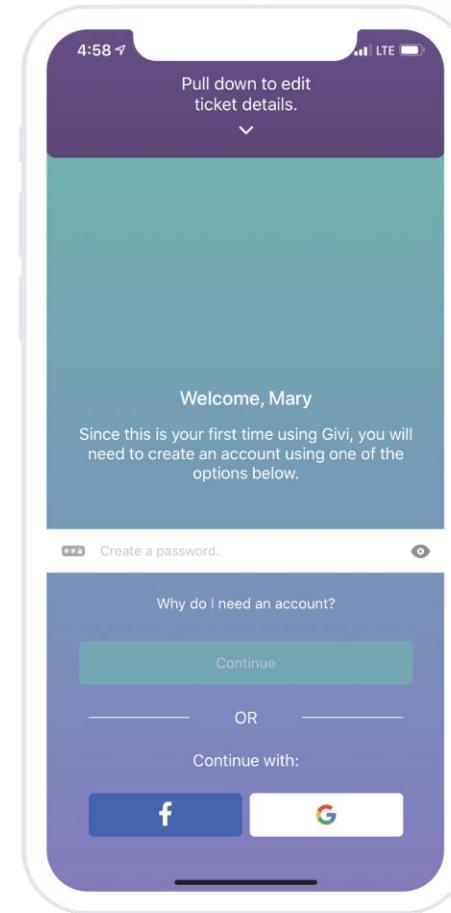 4:58
LTE
Pull down to edit
ticket details.
Welcome, Mary
Since this is your first time using Givi, you will
need to create an account using one of the
options below.
Create a password.
Why do I need an account?
Continue
OR
Continue with:
f
G